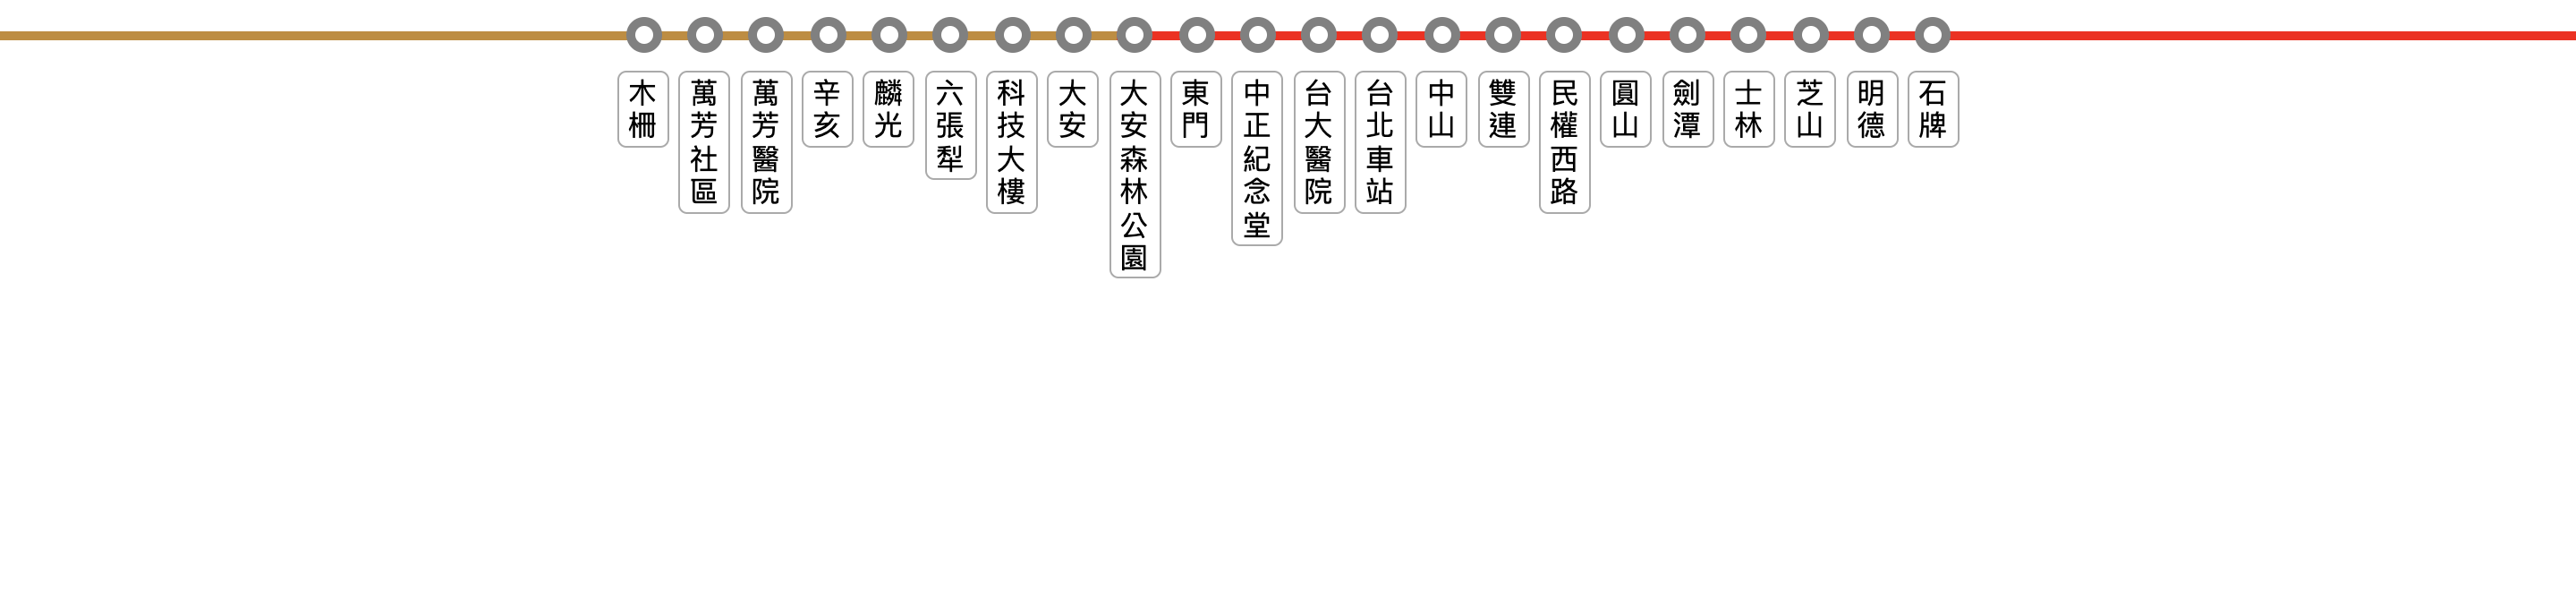 木柵
萬芳社區
萬芳醫院
辛亥
麟光
六張犁
科技大樓
大安
大安森林公園
東門
中正紀念堂
台大醫院
台北車站
中山
雙連
民權西路
圓山
劍潭
士林
芝山
明德
石牌